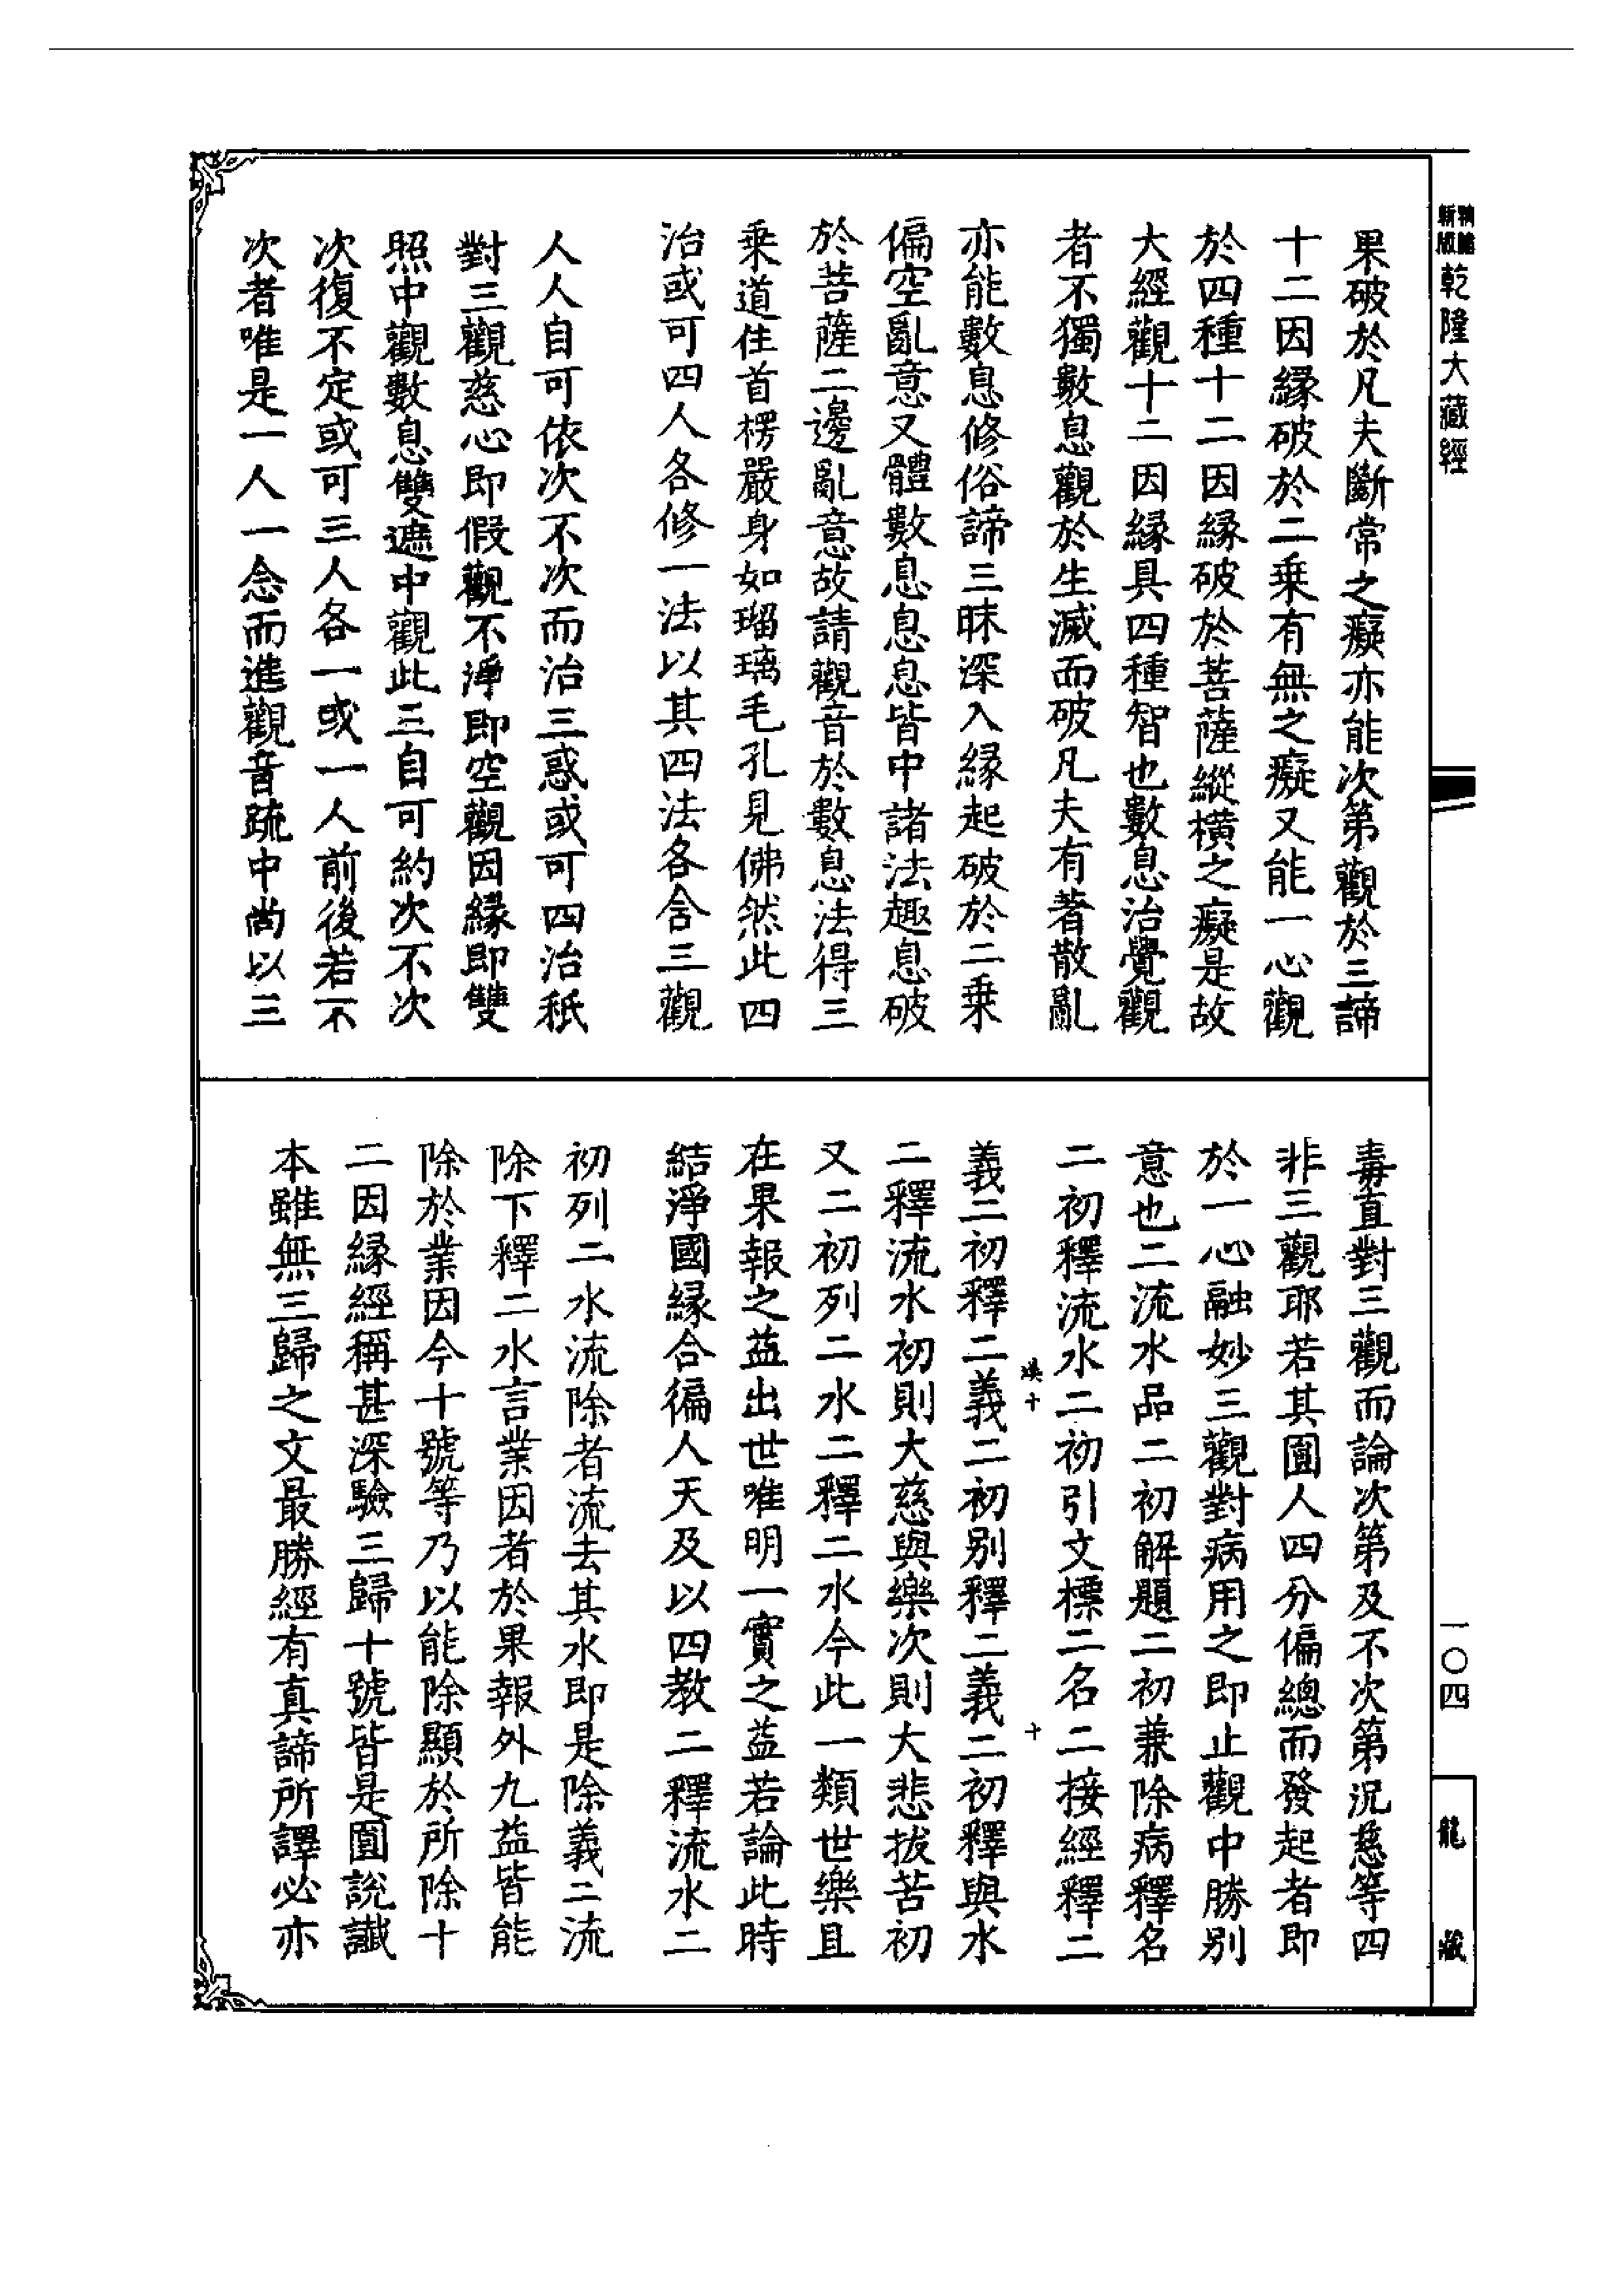 新版
精縮
乾隆大藏經
一〇四
龍藏
果破於凡夫斷常之癡亦能次第觀於三諦
十二因緣破於二乗有無之癡又能一心觀
於四種十二因緣破於菩薩縱橫之癡是故
大經觀十二因緣具四種智也數息治覺觀
者不獨數息觀於生滅而破凡夫有著散亂
亦能數息修俗諦三昧深入緣起破於二乗
偏空亂意又體數息息息皆中諸法趣息破
於菩薩二邊亂意故請觀音於數息法得三
乗道住首楞嚴身如瑠璃毛孔見佛然此四
治或可四人各修一法以其四法各含三觀
人人自可依次不次而治三惑或可四治秖
對三觀慈心即假觀不淨即空觀因緣即雙
照中觀數息雙遮中觀此三自可約次不次
次復不定或可三人各一或一人前後若不
次者唯是一人一念而進觀音䟽中尚以三
毒直對三觀而論次第及不次第況慈等四
非三觀耶若其圓人四分偏總而發起者即
於一心融妙三觀對病用之即止觀中勝別
意也二流水品二初解題二初兼除病釋名
二初釋流水二初引文標二名二接經釋二
義二初釋二義二初別釋二義二初釋與水
二釋流水初則大慈與樂次則大悲拔苦初
又二初列二水二釋二水今此一類世樂且
在果報之益出世唯明一實之益若論此時
結淨國緣合徧人天及以四教二釋流水二
初列二水流除者流去其水即是除義二流
除下釋二水言業因者於果報外九益皆能
除於業因今十號等乃以能除顯於所除十
二因緣經稱甚深驗三歸十號皆是圓說讖
本雖無三歸之文最勝經有真諦所譯必亦
十
十